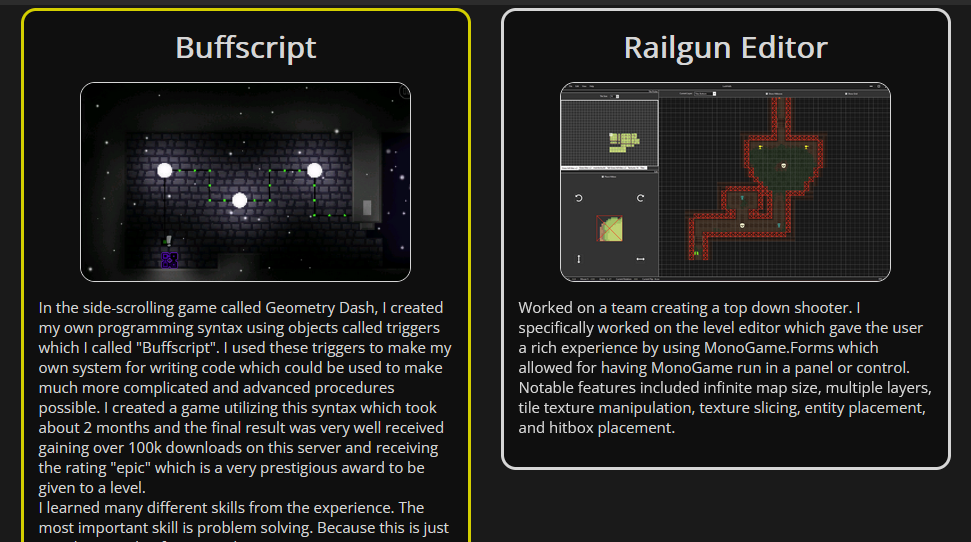 Buffscript
In the side-scrolling game called Geometry Dash, I created
my own programming syntax using objects called triggers
which I called "Buffscript". I used these triggers to make my
own system for writing code which could be used to make
much more complicated and advanced procedures
possible. I created a game utilizing this syntax which took
about 2 months and the final result was very well received
gaining over 100k downloads on this server and receiving
the rating "epic" which is a very prestigious award to be
given to a level.
I learned many different skills from the experience. The
most important skill is problem solving. Because this is just
Railgun Editor
Worked on a team creating a top down shooter. I
specifically worked on the level editor which gave the user
a rich experience by using MonoGame.Forms which
allowed for having MonoGame run in a panel or control.
Notable features included infinite map size, multiple layers,
tile texture manipulation, texture slicing, entity placement,
and hitbox placement.